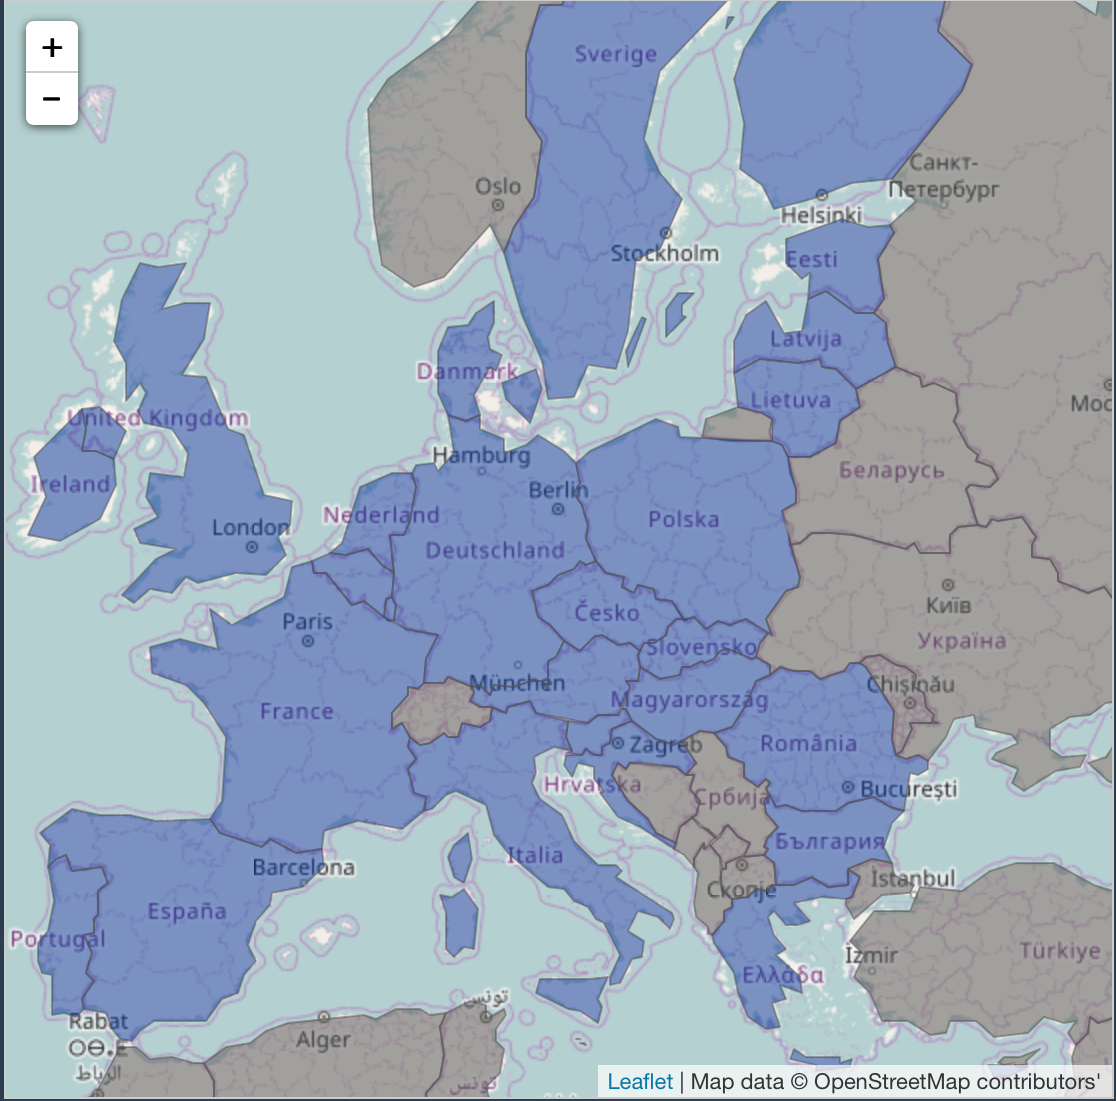 +
−
Sverige
Санкт-
Петербург
Oslo
Helsinki
Stockholm
Eesti
Latvija
Danmark
Lietuva
Мос
United Kingdom
Hamburg
Беларусь
Ireland
Berlin
Nederland
Polska
London
Deutschland
Київ
Česko
Paris
Україна
Slovensko
München
Chișinău
Magyarország
France
Zagreb
România
Hrvatska
București
Србија
България
Italia
Barcelona
Скопје
İstanbul
España
Portugal
İzmir
Türkiye
Ελλάδα
تونس
Rabat
ⵔⴱⴰⵟ
الرباط
Alger
تونس
Leaflet | Map data © OpenStreetMap contributors'